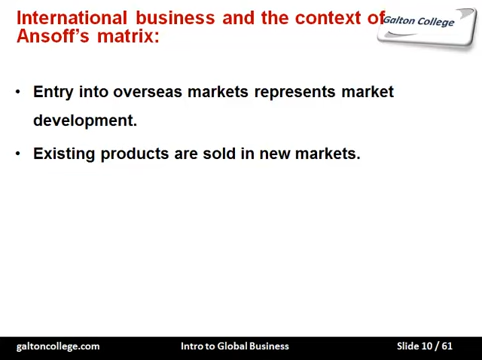 International business and the context of
Ansoff's matrix:
Galton College
• Entry into overseas markets represents market
development.
• Existing products are sold in new markets.
galtoncollege.com Intro to Global Business Slide 10 / 61